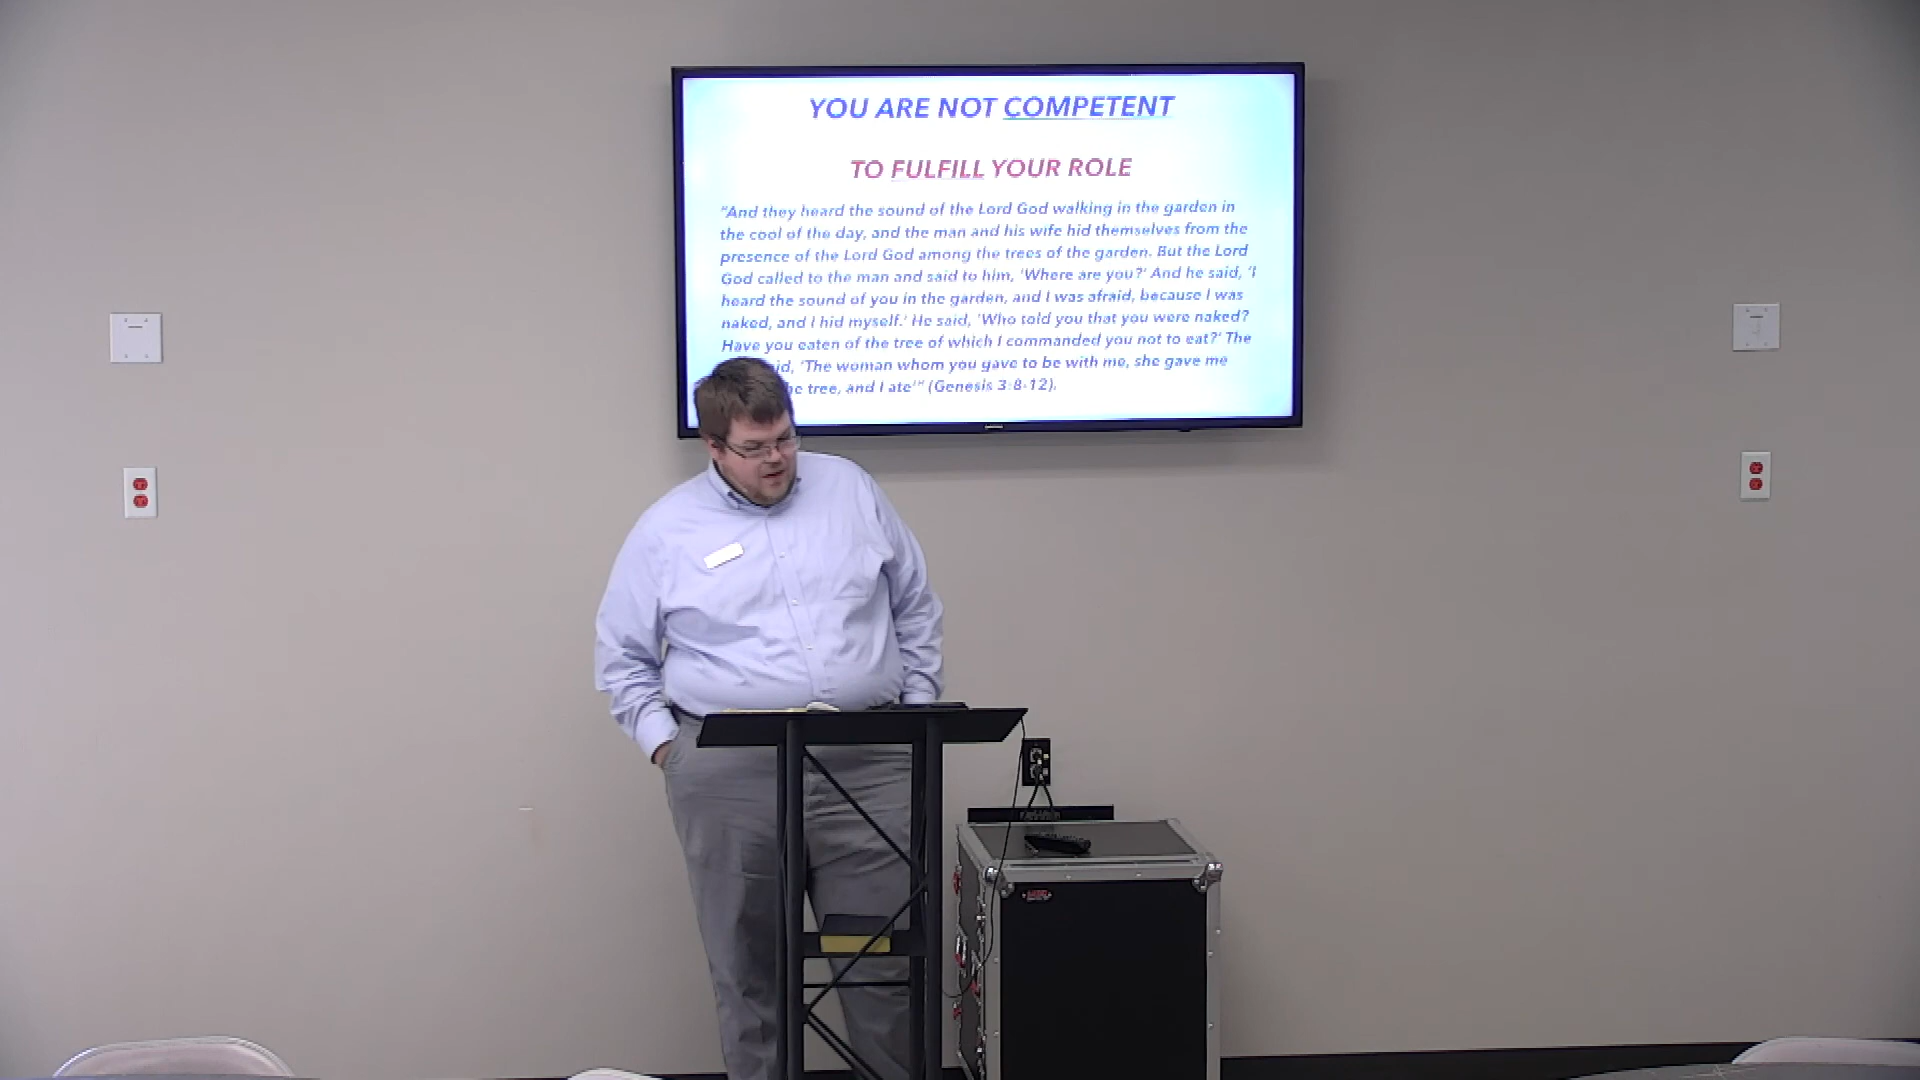 YOU ARE NOT COMPETENT
TO FULFILL YOUR ROLE
"And they heard the sound of the Lord God walking in the garden in
the cool of the day, and the man and his wife hid themselves from the
presence of the Lord God among the trees of the garden. But the Lord
God called to the man and said to him, 'Where are you?' And he said, 'I
heard the sound of you in the garden, and I was afraid, because I was
naked, and I hid myself.' He said, 'Who told you that you were naked?
Have you eaten of the tree of which I commanded you not to eat?' The
'The woman whom you gave to be with me, she gave me
tree, and I ate'" (Genesis 3:8-12).